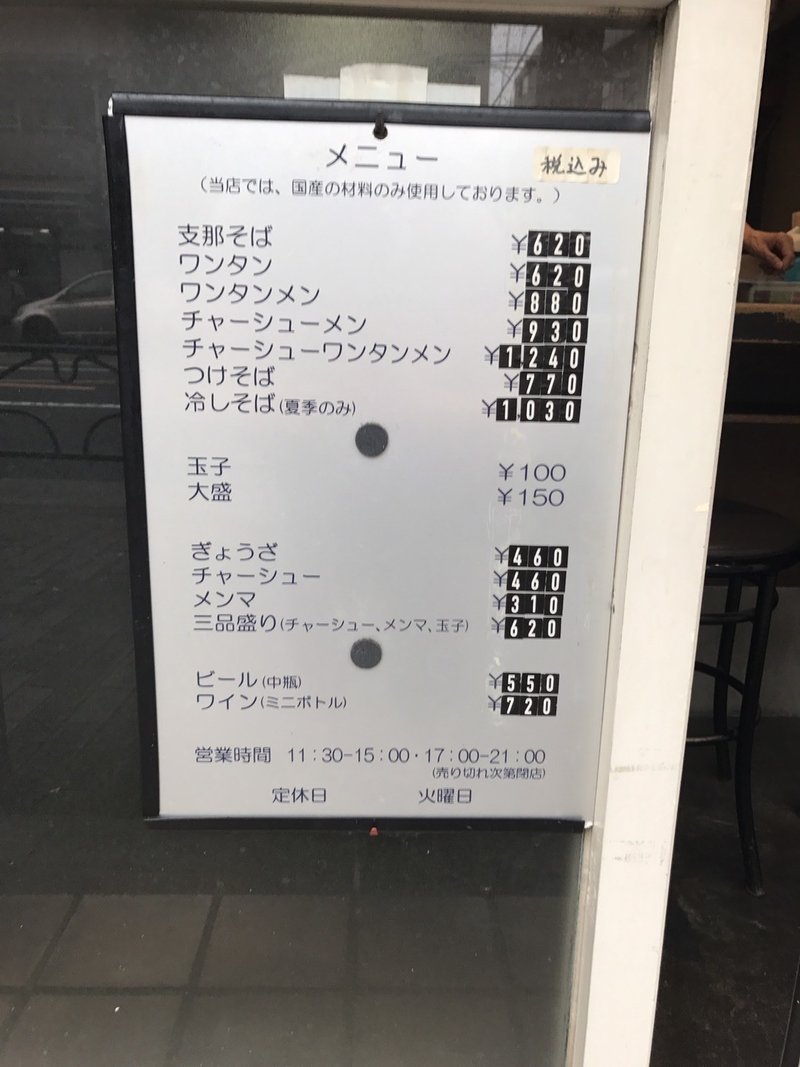 メニュー 税込み
（当店では、国産の材料のみ使用しております。）
支那そば ￥620
ワンタン ￥620
ワンタンメン ￥880
チャーシューメン ￥930
チャーシューワンタンメン ￥1,240
つけそば ￥770
冷しそば(夏季のみ) ￥1,030
玉子 ￥100
大盛 ￥150
ぎょうざ ￥460
チャーシュー ￥460
メンマ ￥310
三品盛り(チャーシュー、メンマ、玉子) ￥620
ビール(中瓶) ￥550
ワイン(ミニボトル) ￥720
営業時間 11：30-15：00・17：00-21：00
(売り切れ次第閉店)
定休日 火曜日